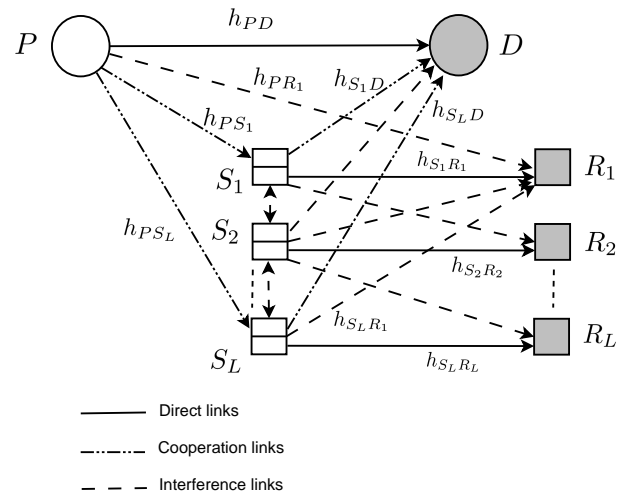 h_{PD}
P
D
h_{PR_1}
h_{S_1D}
h_{S_LD}
h_{PS_1}
h_{S_1R_1}
S_1
R_1
S_2
R_2
h_{PS_L}
h_{S_2R_2}
h_{S_LR_1}
S_L
R_L
h_{S_LR_L}
Direct links
Cooperation links
Interference links